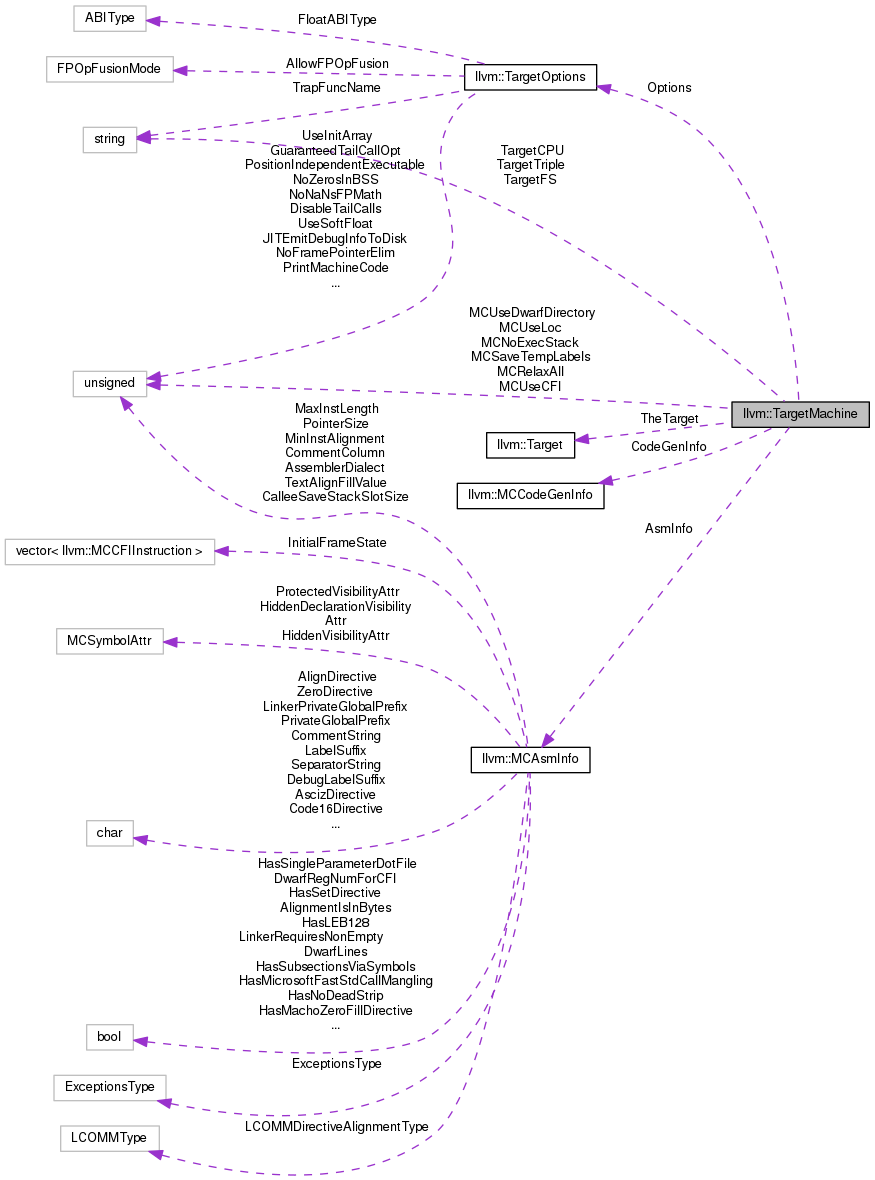 ABIType
FloatABIType
FPOpFusionMode
AllowFPOpFusion
llvm::TargetOptions
Options
TrapFuncName
string
UseInitArray
GuaranteedTailCallOpt
PositionIndependentExecutable
NoZerosInBSS
NoNaNsFPMath
DisableTailCalls
UseSoftFloat
JITEmitDebugInfoToDisk
NoFramePointerElim
PrintMachineCode
...
TargetCPU
TargetTriple
TargetFS
MCUseDwarfDirectory
MCUseLoc
MCNoExecStack
MCSaveTempLabels
MCRelaxAll
MCUseCFI
unsigned
llvm::TargetMachine
TheTarget
llvm::Target
CodeGenInfo
llvm::MCCodeGenInfo
MaxInstLength
PointerSize
MinInstAlignment
CommentColumn
AssemblerDialect
TextAlignFillValue
CalleeSaveStackSlotSize
AsmInfo
InitialFrameState
vector< llvm::MCCFIInstruction >
ProtectedVisibilityAttr
HiddenDeclarationVisibility
Attr
HiddenVisibilityAttr
MCSymbolAttr
AlignDirective
ZeroDirective
LinkerPrivateGlobalPrefix
PrivateGlobalPrefix
CommentString
LabelSuffix
SeparatorString
DebugLabelSuffix
AscizDirective
Code16Directive
...
llvm::MCAsmInfo
char
HasSingleParameterDotFile
DwarfRegNumForCFI
HasSetDirective
AlignmentIsInBytes
HasLEB128
LinkerRequiresNonEmpty
DwarfLines
HasSubsectionsViaSymbols
HasMicrosoftFastStdCallMangling
HasNoDeadStrip
HasMachoZeroFillDirective
...
bool
ExceptionsType
ExceptionsType
LCOMMDirectiveAlignmentType
LCOMMType